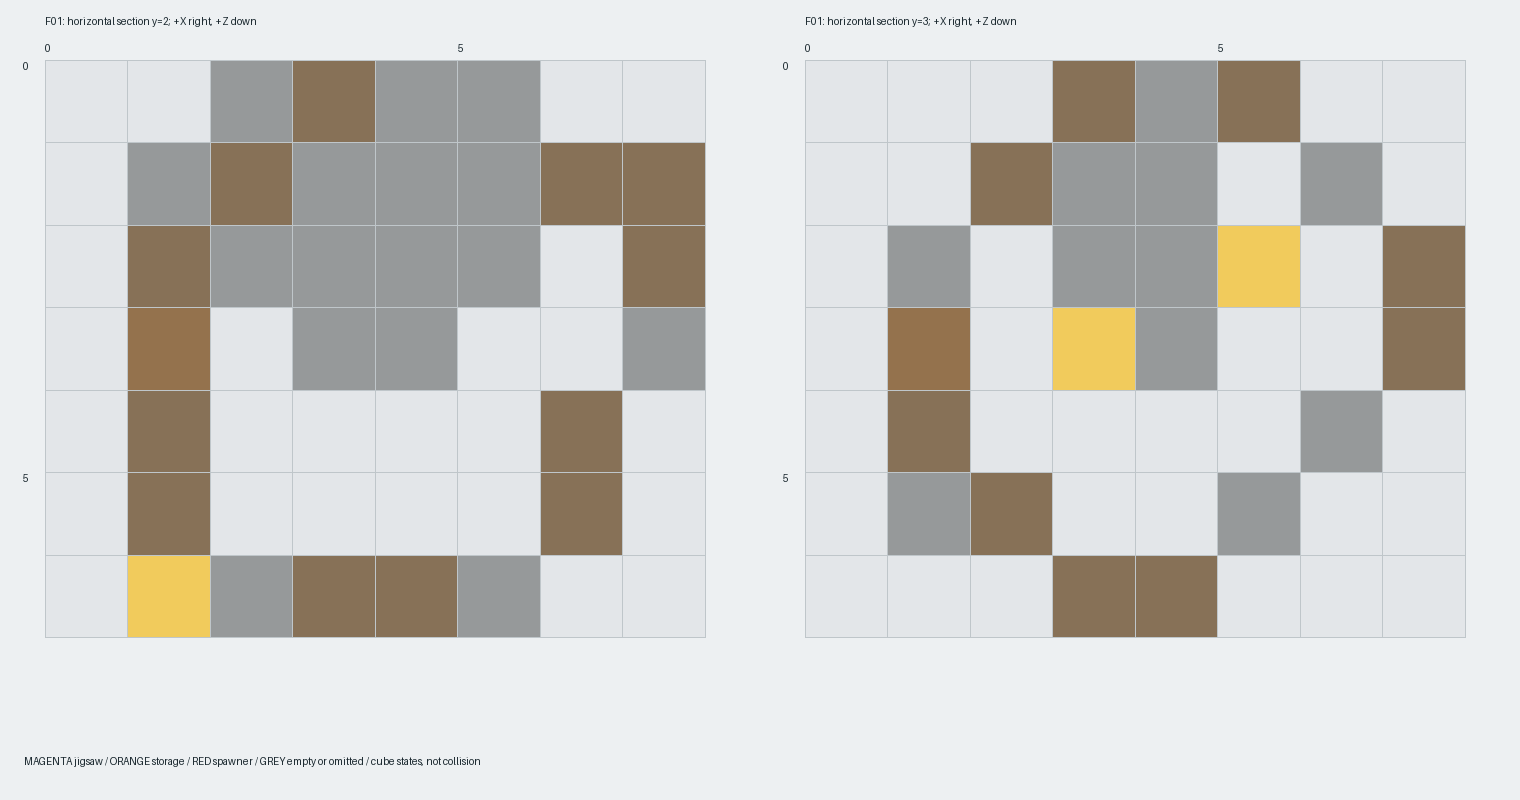 F01: horizontal section y=2; +X right, +Z down
F01: horizontal section y=3; +X right, +Z down
0 5
0 5
0
0
5
5
MAGENTA jigsaw / ORANGE storage / RED spawner / GREY empty or omitted / cube states, not collision